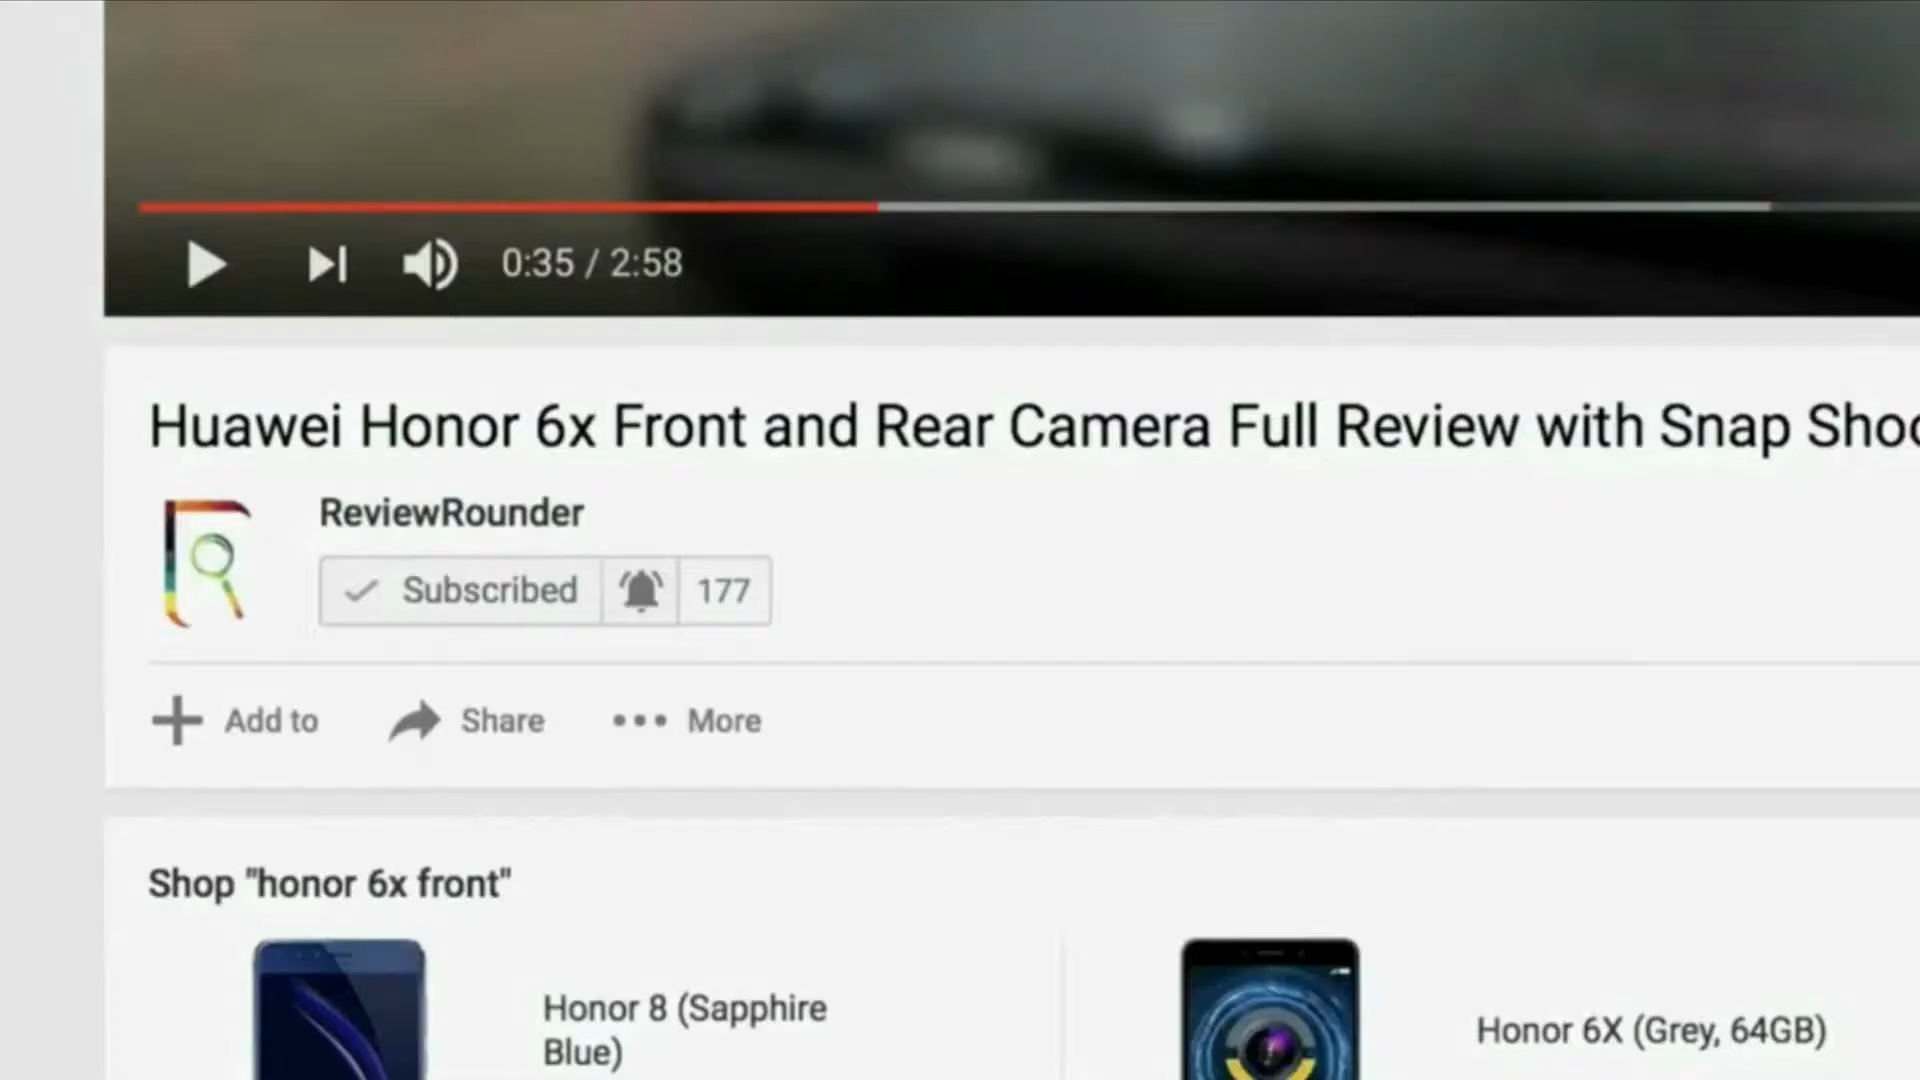 0:35 / 2:58
Huawei Honor 6x Front and Rear Camera Full Review with Snap Shoo
ReviewRounder
Subscribed 177
Add to Share More
Shop "honor 6x front"
Honor 8 (Sapphire
Blue)
Honor 6X (Grey, 64GB)